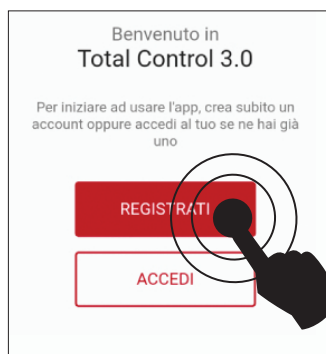 Benvenuto in
Total Control 3.0
Per iniziare ad usare l'app, crea subito un
account oppure accedi al tuo se ne hai già
uno
REGISTRATI
ACCEDI